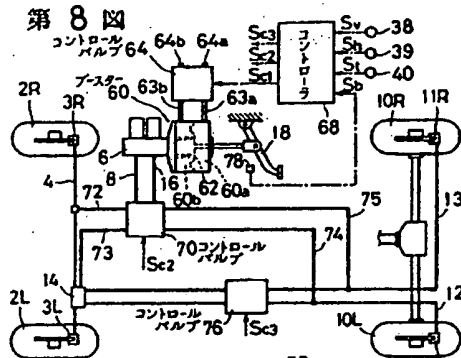 第8図
コントロールバルブ
64
64b
64a
Sc3
Sc2
Sc1
コントローラ
68
Sv
38
Sh
39
St
40
Sb
ブースター
60
63b
63a
2R
3R
6
18
78
10R
11R
4
8
16
62
60a
60b
72
75
13
73
70
コントロールバルブ
74
Sc2
14
12
2L
3L
コントロールバルブ
76
Sc3
10L